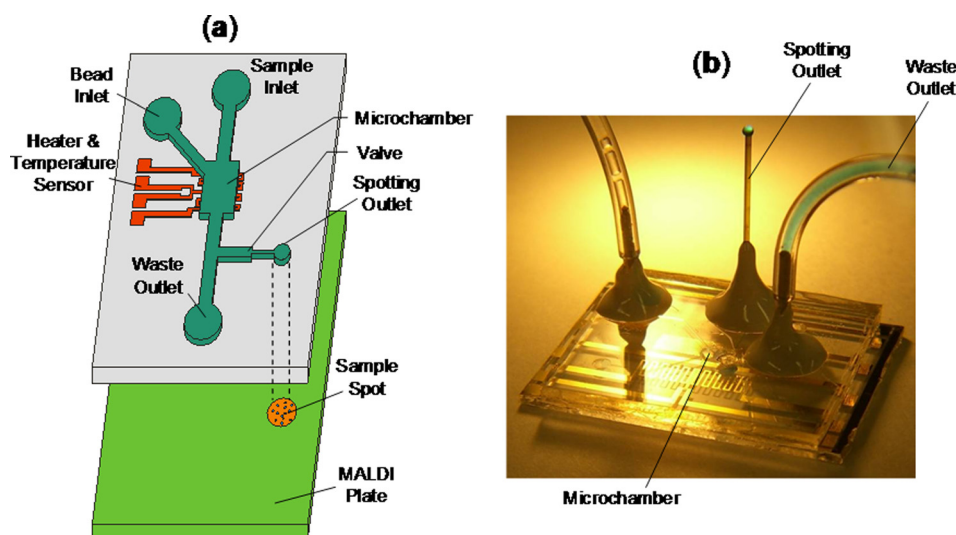 (a)
Bead
Inlet
Sample
Inlet
Heater &
Temperature
Sensor
Microchamber
Valve
Spotting
Outlet
Waste
Outlet
Sample
Spot
MALDI
Plate
(b)
Spotting
Outlet
Waste
Outlet
Microchamber